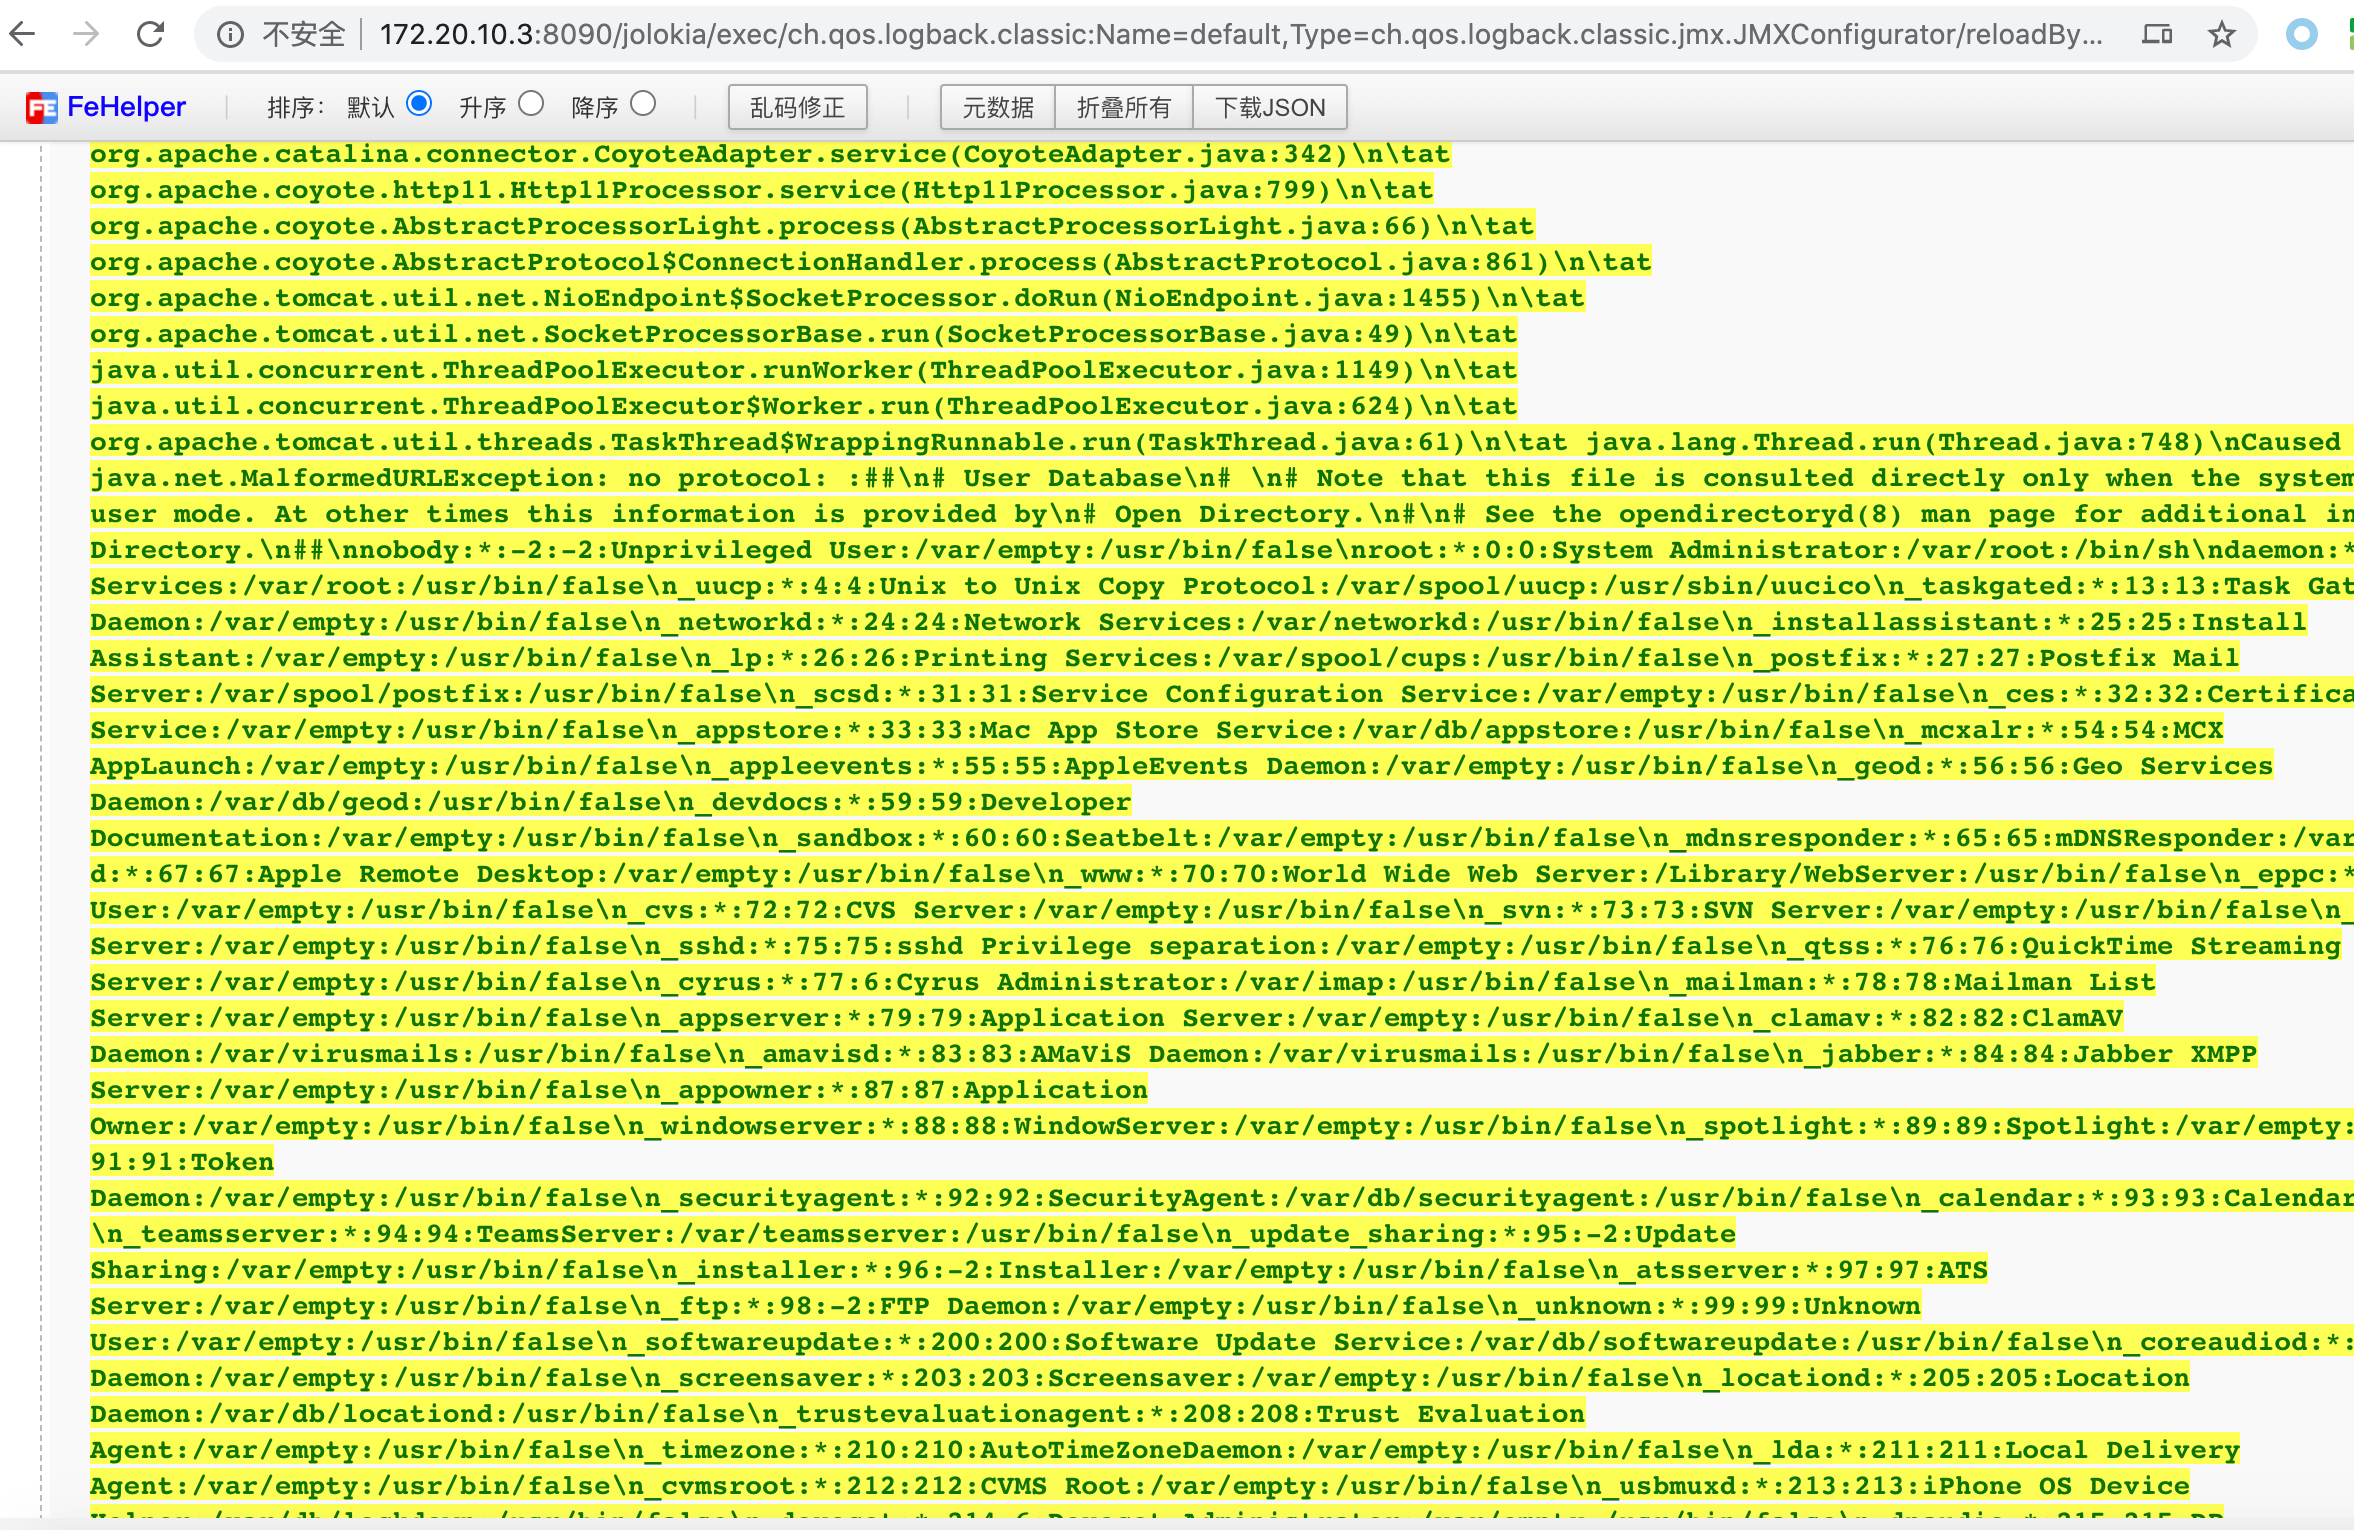 不安全 172.20.10.3:8090/jolokia/exec/ch.qos.logback.classic:Name=default,Type=ch.qos.logback.classic.jmx.JMXConfigurator/reloadBy...
FeHelper 排序: 默认 升序 降序 乱码修正 元数据 折叠所有 下载JSON
org.apache.catalina.connector.CoyoteAdapter.service(CoyoteAdapter.java:342)\n\tat
org.apache.coyote.http11.Http11Processor.service(Http11Processor.java:799)\n\tat
org.apache.coyote.AbstractProcessorLight.process(AbstractProcessorLight.java:66)\n\tat
org.apache.coyote.AbstractProtocol$ConnectionHandler.process(AbstractProtocol.java:861)\n\tat
org.apache.tomcat.util.net.NioEndpoint$SocketProcessor.doRun(NioEndpoint.java:1455)\n\tat
org.apache.tomcat.util.net.SocketProcessorBase.run(SocketProcessorBase.java:49)\n\tat
java.util.concurrent.ThreadPoolExecutor.runWorker(ThreadPoolExecutor.java:1149)\n\tat
java.util.concurrent.ThreadPoolExecutor$Worker.run(ThreadPoolExecutor.java:624)\n\tat
org.apache.tomcat.util.threads.TaskThread$WrappingRunnable.run(TaskThread.java:61)\n\tat java.lang.Thread.run(Thread.java:748)\nCaused
java.net.MalformedURLException: no protocol: :##\n# User Database\n# \n# Note that this file is consulted directly only when the system
user mode. At other times this information is provided by\n# Open Directory.\n#\n# See the opendirectoryd(8) man page for additional in
Directory.\n##\nnobody:*:-2:-2:Unprivileged User:/var/empty:/usr/bin/false\nroot:*:0:0:System Administrator:/var/root:/bin/sh\ndaemon:*
Services:/var/root:/usr/bin/false\n_uucp:*:4:4:Unix to Unix Copy Protocol:/var/spool/uucp:/usr/sbin/uucico\n_taskgated:*:13:13:Task Gat
Daemon:/var/empty:/usr/bin/false\n_networkd:*:24:24:Network Services:/var/networkd:/usr/bin/false\n_installassistant:*:25:25:Install
Assistant:/var/empty:/usr/bin/false\n_lp:*:26:26:Printing Services:/var/spool/cups:/usr/bin/false\n_postfix:*:27:27:Postfix Mail
Server:/var/spool/postfix:/usr/bin/false\n_scsd:*:31:31:Service Configuration Service:/var/empty:/usr/bin/false\n_ces:*:32:32:Certifica
Service:/var/empty:/usr/bin/false\n_appstore:*:33:33:Mac App Store Service:/var/db/appstore:/usr/bin/false\n_mcxalr:*:54:54:MCX
AppLaunch:/var/empty:/usr/bin/false\n_appleevents:*:55:55:AppleEvents Daemon:/var/empty:/usr/bin/false\n_geod:*:56:56:Geo Services
Daemon:/var/db/geod:/usr/bin/false\n_devdocs:*:59:59:Developer
Documentation:/var/empty:/usr/bin/false\n_sandbox:*:60:60:Seatbelt:/var/empty:/usr/bin/false\n_mdnsresponder:*:65:65:mDNSResponder:/var
d:*:67:67:Apple Remote Desktop:/var/empty:/usr/bin/false\n_www:*:70:70:World Wide Web Server:/Library/WebServer:/usr/bin/false\n_eppc:*
User:/var/empty:/usr/bin/false\n_cvs:*:72:72:CVS Server:/var/empty:/usr/bin/false\n_svn:*:73:73:SVN Server:/var/empty:/usr/bin/false\n_
Server:/var/empty:/usr/bin/false\n_sshd:*:75:75:sshd Privilege separation:/var/empty:/usr/bin/false\n_qtss:*:76:76:QuickTime Streaming
Server:/var/empty:/usr/bin/false\n_cyrus:*:77:6:Cyrus Administrator:/var/imap:/usr/bin/false\n_mailman:*:78:78:Mailman List
Server:/var/empty:/usr/bin/false\n_appserver:*:79:79:Application Server:/var/empty:/usr/bin/false\n_clamav:*:82:82:ClamAV
Daemon:/var/virusmails:/usr/bin/false\n_amavisd:*:83:83:AMaViS Daemon:/var/virusmails:/usr/bin/false\n_jabber:*:84:84:Jabber XMPP
Server:/var/empty:/usr/bin/false\n_appowner:*:87:87:Application
Owner:/var/empty:/usr/bin/false\n_windowserver:*:88:88:WindowServer:/var/empty:/usr/bin/false\n_spotlight:*:89:89:Spotlight:/var/empty:
91:91:Token
Daemon:/var/empty:/usr/bin/false\n_securityagent:*:92:92:SecurityAgent:/var/db/securityagent:/usr/bin/false\n_calendar:*:93:93:Calendar
\n_teamsserver:*:94:94:TeamsServer:/var/teamsserver:/usr/bin/false\n_update_sharing:*:95:-2:Update
Sharing:/var/empty:/usr/bin/false\n_installer:*:96:-2:Installer:/var/empty:/usr/bin/false\n_atsserver:*:97:97:ATS
Server:/var/empty:/usr/bin/false\n_ftp:*:98:-2:FTP Daemon:/var/empty:/usr/bin/false\n_unknown:*:99:99:Unknown
User:/var/empty:/usr/bin/false\n_softwareupdate:*:200:200:Software Update Service:/var/db/softwareupdate:/usr/bin/false\n_coreaudiod:*:
Daemon:/var/empty:/usr/bin/false\n_screensaver:*:203:203:Screensaver:/var/empty:/usr/bin/false\n_locationd:*:205:205:Location
Daemon:/var/db/locationd:/usr/bin/false\n_trustevaluationagent:*:208:208:Trust Evaluation
Agent:/var/empty:/usr/bin/false\n_timezone:*:210:210:AutoTimeZoneDaemon:/var/empty:/usr/bin/false\n_lda:*:211:211:Local Delivery
Agent:/var/empty:/usr/bin/false\n_cvmsroot:*:212:212:CVMS Root:/var/empty:/usr/bin/false\n_usbmuxd:*:213:213:iPhone OS Device